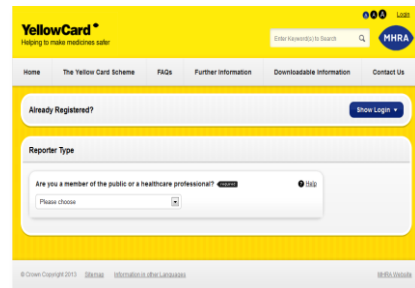 A A A Login
YellowCard
Helping to make medicines safer
Enter Keyword(s) to Search
MHRA
Home The Yellow Card Scheme FAQs Further Information Downloadable Information Contact Us
Already Registered?
Show Login
Reporter Type
Are you a member of the public or a healthcare professional? required
Help
Please choose
© Crown Copyright 2013 Sitemap Information in other Languages MHRA Website